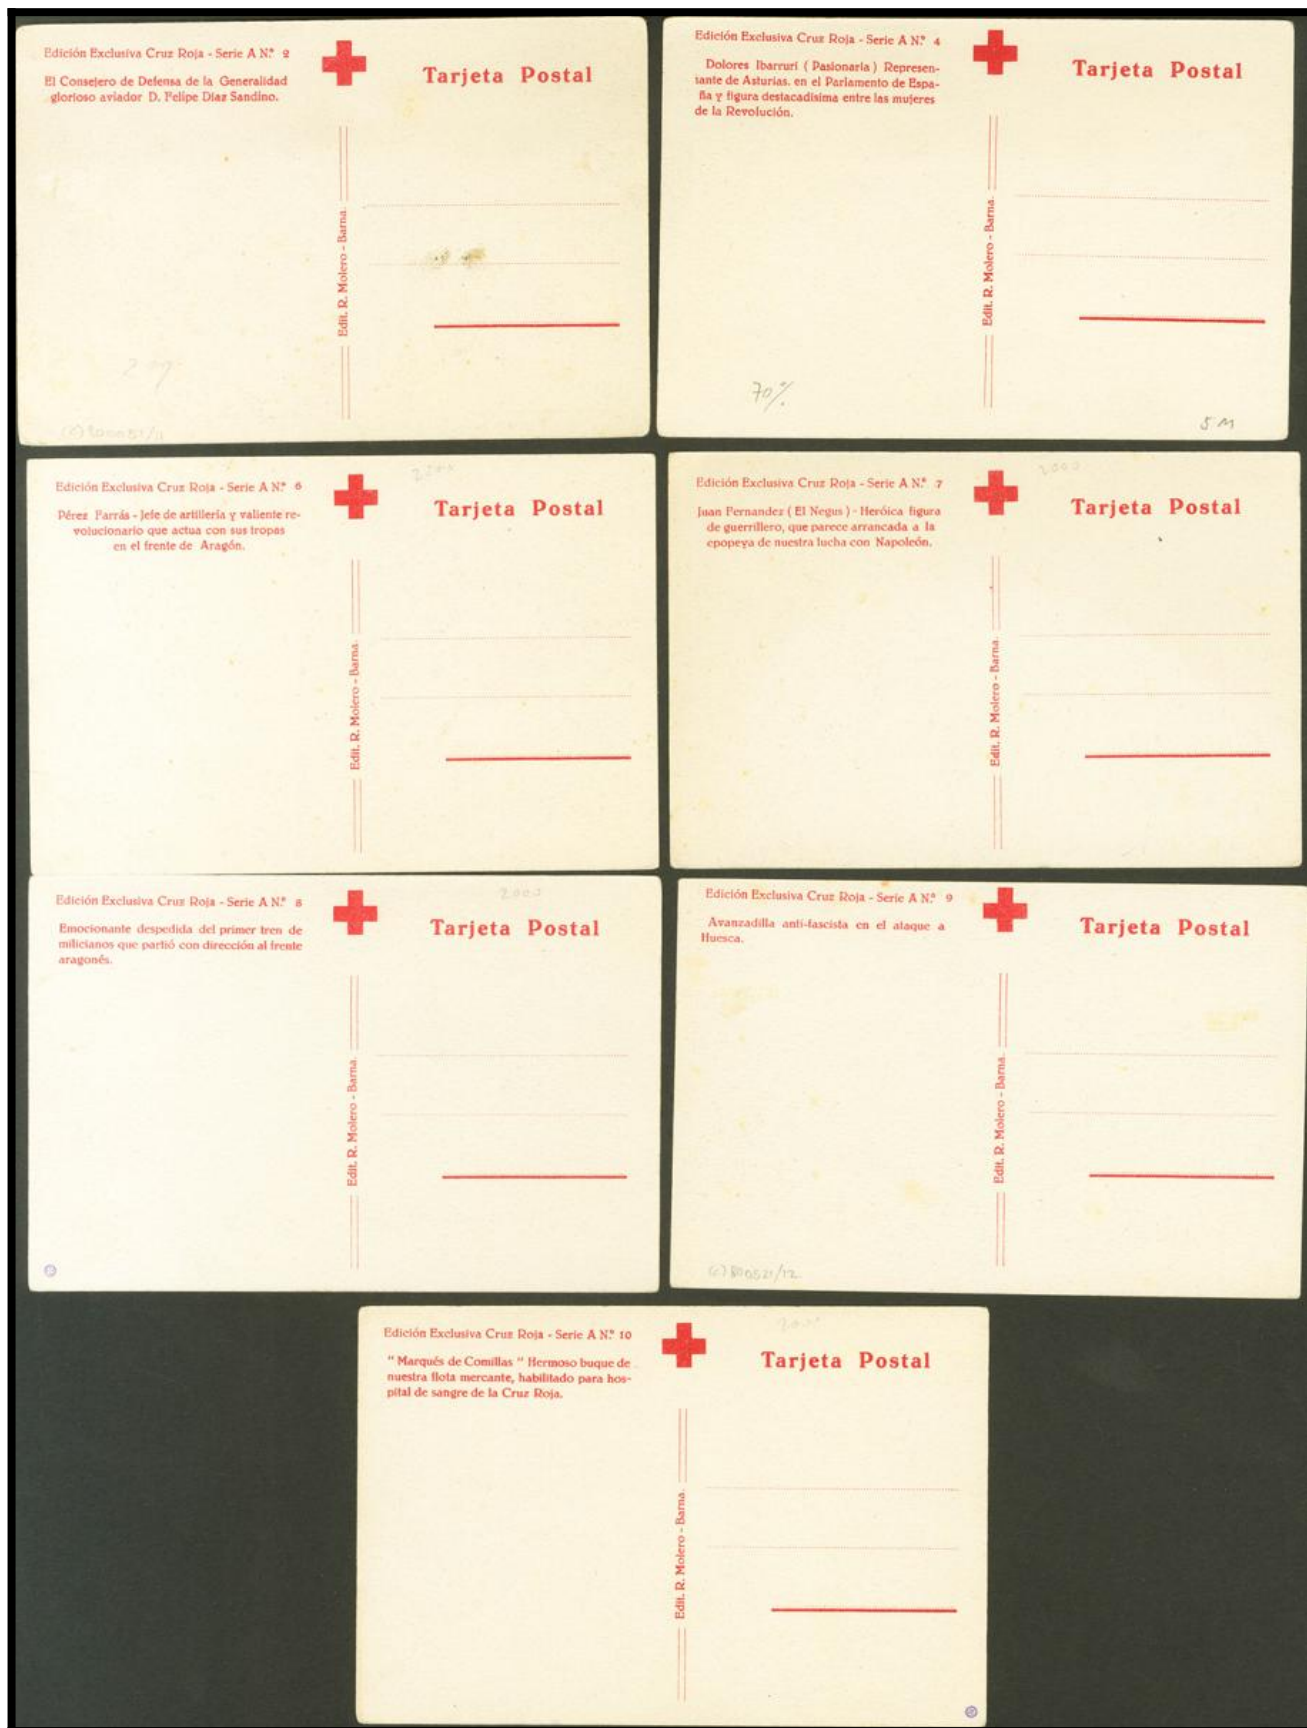 Edición Exclusiva Cruz Roja - Serie A N.º 2
El Consejero de Defensa de la Generalidad
glorioso aviador D. Felipe Diaz Sandino.
Tarjeta Postal
Edit. R. Molero - Barna.
Edición Exclusiva Cruz Roja - Serie A N.º 4
Dolores Ibarruri ( Pasionaria ) Represen-
tante de Asturias. en el Parlamento de Espa-
ña y figura destacadisima entre las mujeres
de la Revolución.
Tarjeta Postal
Edit. R. Molero - Barna.
70%
5 M
Edición Exclusiva Cruz Roja - Serie A N.º 6
Pérez Farrás - Jefe de artillería y valiente re-
volucionario que actua con sus tropas
en el frente de Aragón.
2200
Tarjeta Postal
Edit. R. Molero - Barna.
Edición Exclusiva Cruz Roja - Serie A N.º 7
Juan Fernandez ( El Negus ) - Heróica figura
de guerrillero, que parece arrancada a la
epopeya de nuestra lucha con Napoleón.
2000
Tarjeta Postal
Edit. R. Molero - Barna.
Edición Exclusiva Cruz Roja - Serie A N.º 8
Emocionante despedida del primer tren de
milicianos que partió con dirección al frente
aragonés.
2000
Tarjeta Postal
Edit. R. Molero - Barna.
Edición Exclusiva Cruz Roja - Serie A N.º 9
Avanzadilla anti-fascista en el ataque a
Huesca.
Tarjeta Postal
Edit. R. Molero - Barna.
Edición Exclusiva Cruz Roja - Serie A N.º 10
" Marqués de Comillas " Hermoso buque de
nuestra flota mercante, habilitado para hos-
pital de sangre de la Cruz Roja.
2000
Tarjeta Postal
Edit. R. Molero - Barna.